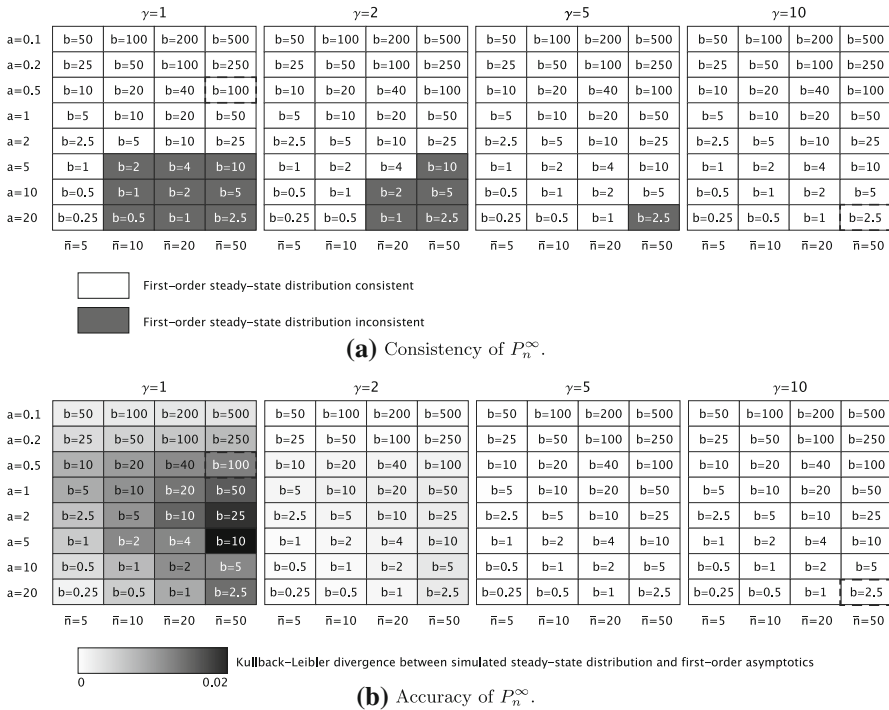 γ=1 γ=2 γ=5 γ=10
a=0.1 b=50 b=100 b=200 b=500 b=50 b=100 b=200 b=500 b=50 b=100 b=200 b=500 b=50 b=100 b=200 b=500
a=0.2 b=25 b=50 b=100 b=250 b=25 b=50 b=100 b=250 b=25 b=50 b=100 b=250 b=25 b=50 b=100 b=250
a=0.5 b=10 b=20 b=40 b=100 b=10 b=20 b=40 b=100 b=10 b=20 b=40 b=100 b=10 b=20 b=40 b=100
a=1 b=5 b=10 b=20 b=50 b=5 b=10 b=20 b=50 b=5 b=10 b=20 b=50 b=5 b=10 b=20 b=50
a=2 b=2.5 b=5 b=10 b=25 b=2.5 b=5 b=10 b=25 b=2.5 b=5 b=10 b=25 b=2.5 b=5 b=10 b=25
a=5 b=1 b=2 b=4 b=10 b=1 b=2 b=4 b=10 b=1 b=2 b=4 b=10 b=1 b=2 b=4 b=10
a=10 b=0.5 b=1 b=2 b=5 b=0.5 b=1 b=2 b=5 b=0.5 b=1 b=2 b=5 b=0.5 b=1 b=2 b=5
a=20 b=0.25 b=0.5 b=1 b=2.5 b=0.25 b=0.5 b=1 b=2.5 b=0.25 b=0.5 b=1 b=2.5 b=0.25 b=0.5 b=1 b=2.5
n̄=5 n̄=10 n̄=20 n̄=50 n̄=5 n̄=10 n̄=20 n̄=50 n̄=5 n̄=10 n̄=20 n̄=50 n̄=5 n̄=10 n̄=20 n̄=50
First-order steady-state distribution consistent
First-order steady-state distribution inconsistent
(a) Consistency of $P_n^\infty$.
γ=1 γ=2 γ=5 γ=10
a=0.1 b=50 b=100 b=200 b=500 b=50 b=100 b=200 b=500 b=50 b=100 b=200 b=500 b=50 b=100 b=200 b=500
a=0.2 b=25 b=50 b=100 b=250 b=25 b=50 b=100 b=250 b=25 b=50 b=100 b=250 b=25 b=50 b=100 b=250
a=0.5 b=10 b=20 b=40 b=100 b=10 b=20 b=40 b=100 b=10 b=20 b=40 b=100 b=10 b=20 b=40 b=100
a=1 b=5 b=10 b=20 b=50 b=5 b=10 b=20 b=50 b=5 b=10 b=20 b=50 b=5 b=10 b=20 b=50
a=2 b=2.5 b=5 b=10 b=25 b=2.5 b=5 b=10 b=25 b=2.5 b=5 b=10 b=25 b=2.5 b=5 b=10 b=25
a=5 b=1 b=2 b=4 b=10 b=1 b=2 b=4 b=10 b=1 b=2 b=4 b=10 b=1 b=2 b=4 b=10
a=10 b=0.5 b=1 b=2 b=5 b=0.5 b=1 b=2 b=5 b=0.5 b=1 b=2 b=5 b=0.5 b=1 b=2 b=5
a=20 b=0.25 b=0.5 b=1 b=2.5 b=0.25 b=0.5 b=1 b=2.5 b=0.25 b=0.5 b=1 b=2.5 b=0.25 b=0.5 b=1 b=2.5
n̄=5 n̄=10 n̄=20 n̄=50 n̄=5 n̄=10 n̄=20 n̄=50 n̄=5 n̄=10 n̄=20 n̄=50 n̄=5 n̄=10 n̄=20 n̄=50
Kullback-Leibler divergence between simulated steady-state distribution and first-order asymptotics
0 0.02
(b) Accuracy of $P_n^\infty$.